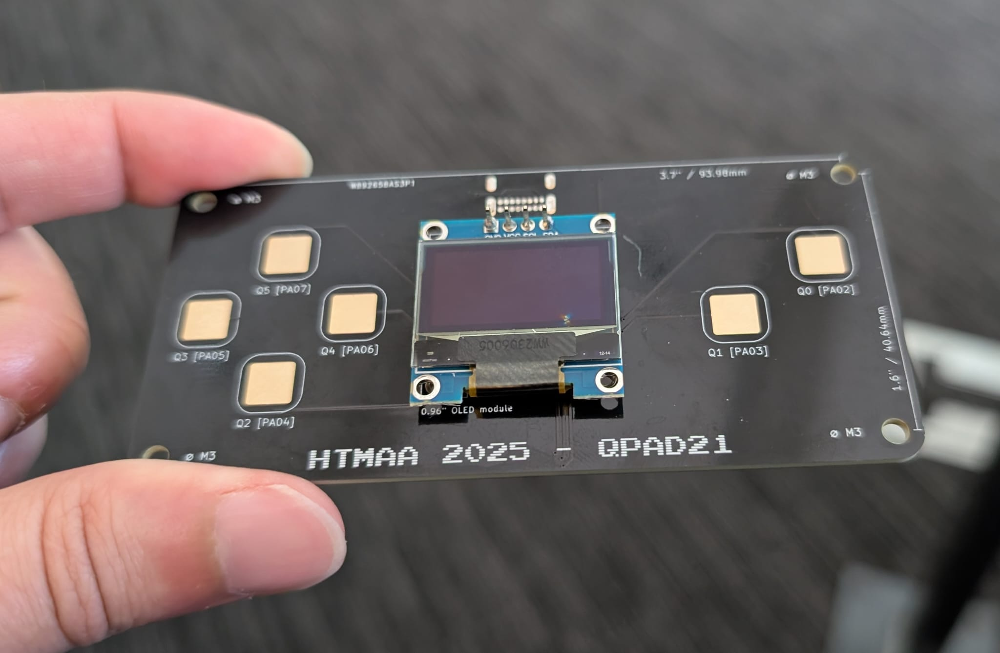 3.7" / 93.98mm
ø M3
ø M3
GND VCC SCL SDA
Q5 [PA07]
Q0 [PA02]
Q3 [PA05]
Q4 [PA06]
Q1 [PA03]
WW2306005
12-14
1.6" / 40.64mm
0.96" OLED module
Q2 [PA04]
ø M3
ø M3
HTMAA 2025 - QPAD21